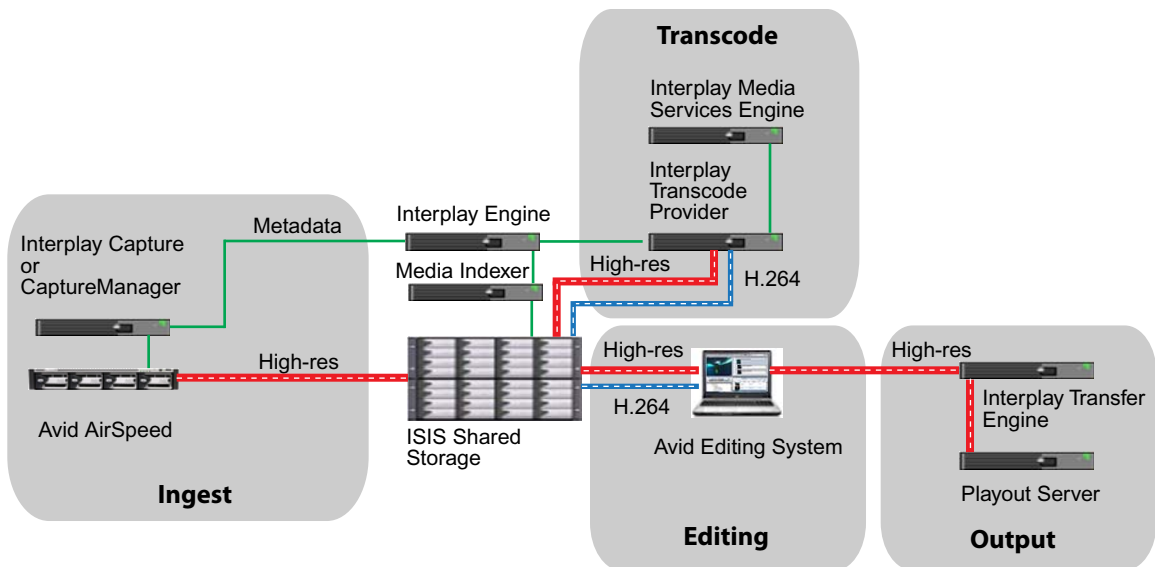 Transcode
Interplay Media
Services Engine
Interplay
Transcode
Provider
Metadata
Interplay Engine
Interplay Capture
or
CaptureManager
Media Indexer
High-res
H.264
High-res
Avid AirSpeed
ISIS Shared
Storage
Ingest
High-res
H.264
Avid Editing System
Editing
High-res
Interplay Transfer
Engine
Playout Server
Output